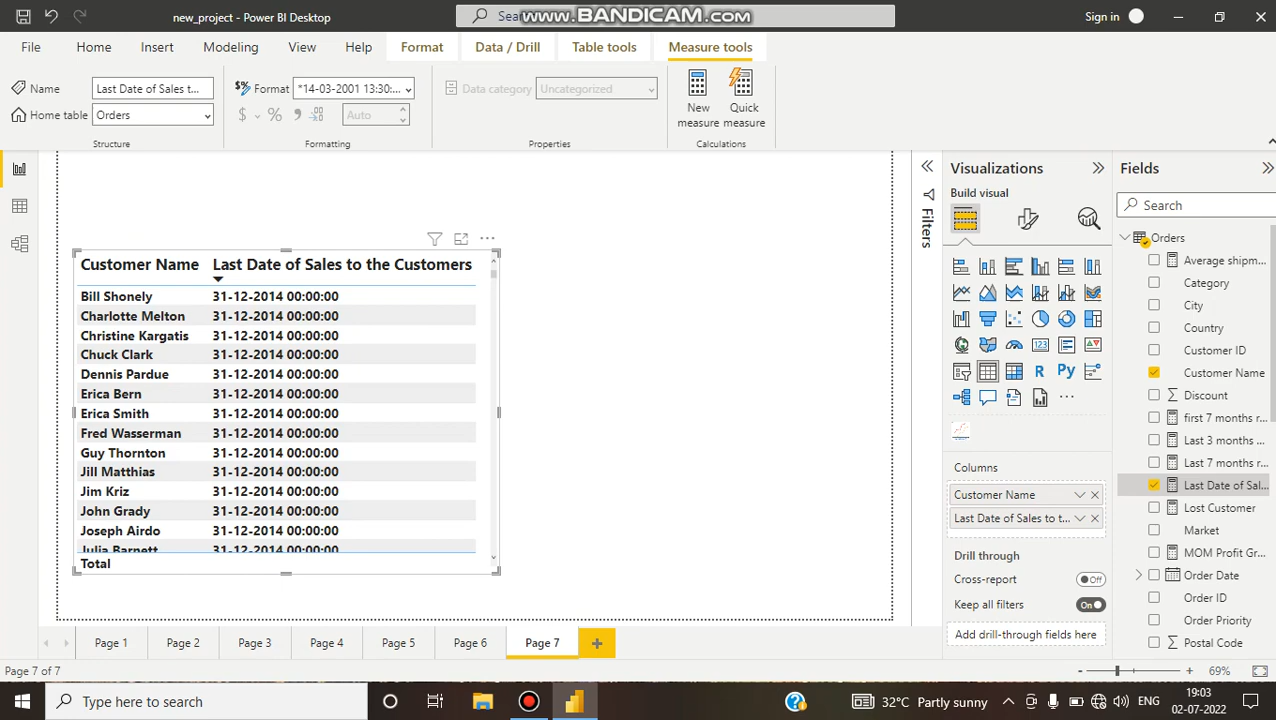 new_project - Power BI Desktop
Sea
www.BANDICAM.com
Sign in
File
Home
Insert
Modeling
View
Help
Format
Data / Drill
Table tools
Measure tools
Name
Last Date of Sales t...
Home table
Orders
Structure
Format
*14-03-2001 13:30:...
$
%
Auto
Formatting
Data category
Uncategorized
Properties
New
measure
Quick
measure
Calculations
Customer Name Last Date of Sales to the Customers
Bill Shonely 31-12-2014 00:00:00
Charlotte Melton 31-12-2014 00:00:00
Christine Kargatis 31-12-2014 00:00:00
Chuck Clark 31-12-2014 00:00:00
Dennis Pardue 31-12-2014 00:00:00
Erica Bern 31-12-2014 00:00:00
Erica Smith 31-12-2014 00:00:00
Fred Wasserman 31-12-2014 00:00:00
Guy Thornton 31-12-2014 00:00:00
Jill Matthias 31-12-2014 00:00:00
Jim Kriz 31-12-2014 00:00:00
John Grady 31-12-2014 00:00:00
Joseph Airdo 31-12-2014 00:00:00
Julia Barnett 31-12-2014 00:00:00
Total
Filters
Visualizations
Build visual
123
R
Py
Columns
Customer Name
Last Date of Sales to t...
Drill through
Cross-report
Off
Keep all filters
On
Add drill-through fields here
Fields
Search
Orders
Average shipm...
Category
City
Country
Customer ID
Customer Name
Discount
first 7 months r...
Last 3 months ...
Last 7 months r...
Last Date of Sal...
Lost Customer
Market
MOM Profit Gr...
Order Date
Order ID
Order Priority
Postal Code
Page 1
Page 2
Page 3
Page 4
Page 5
Page 6
Page 7
Page 7 of 7
69%
Type here to search
32°C Partly sunny
ENG
19:03
02-07-2022